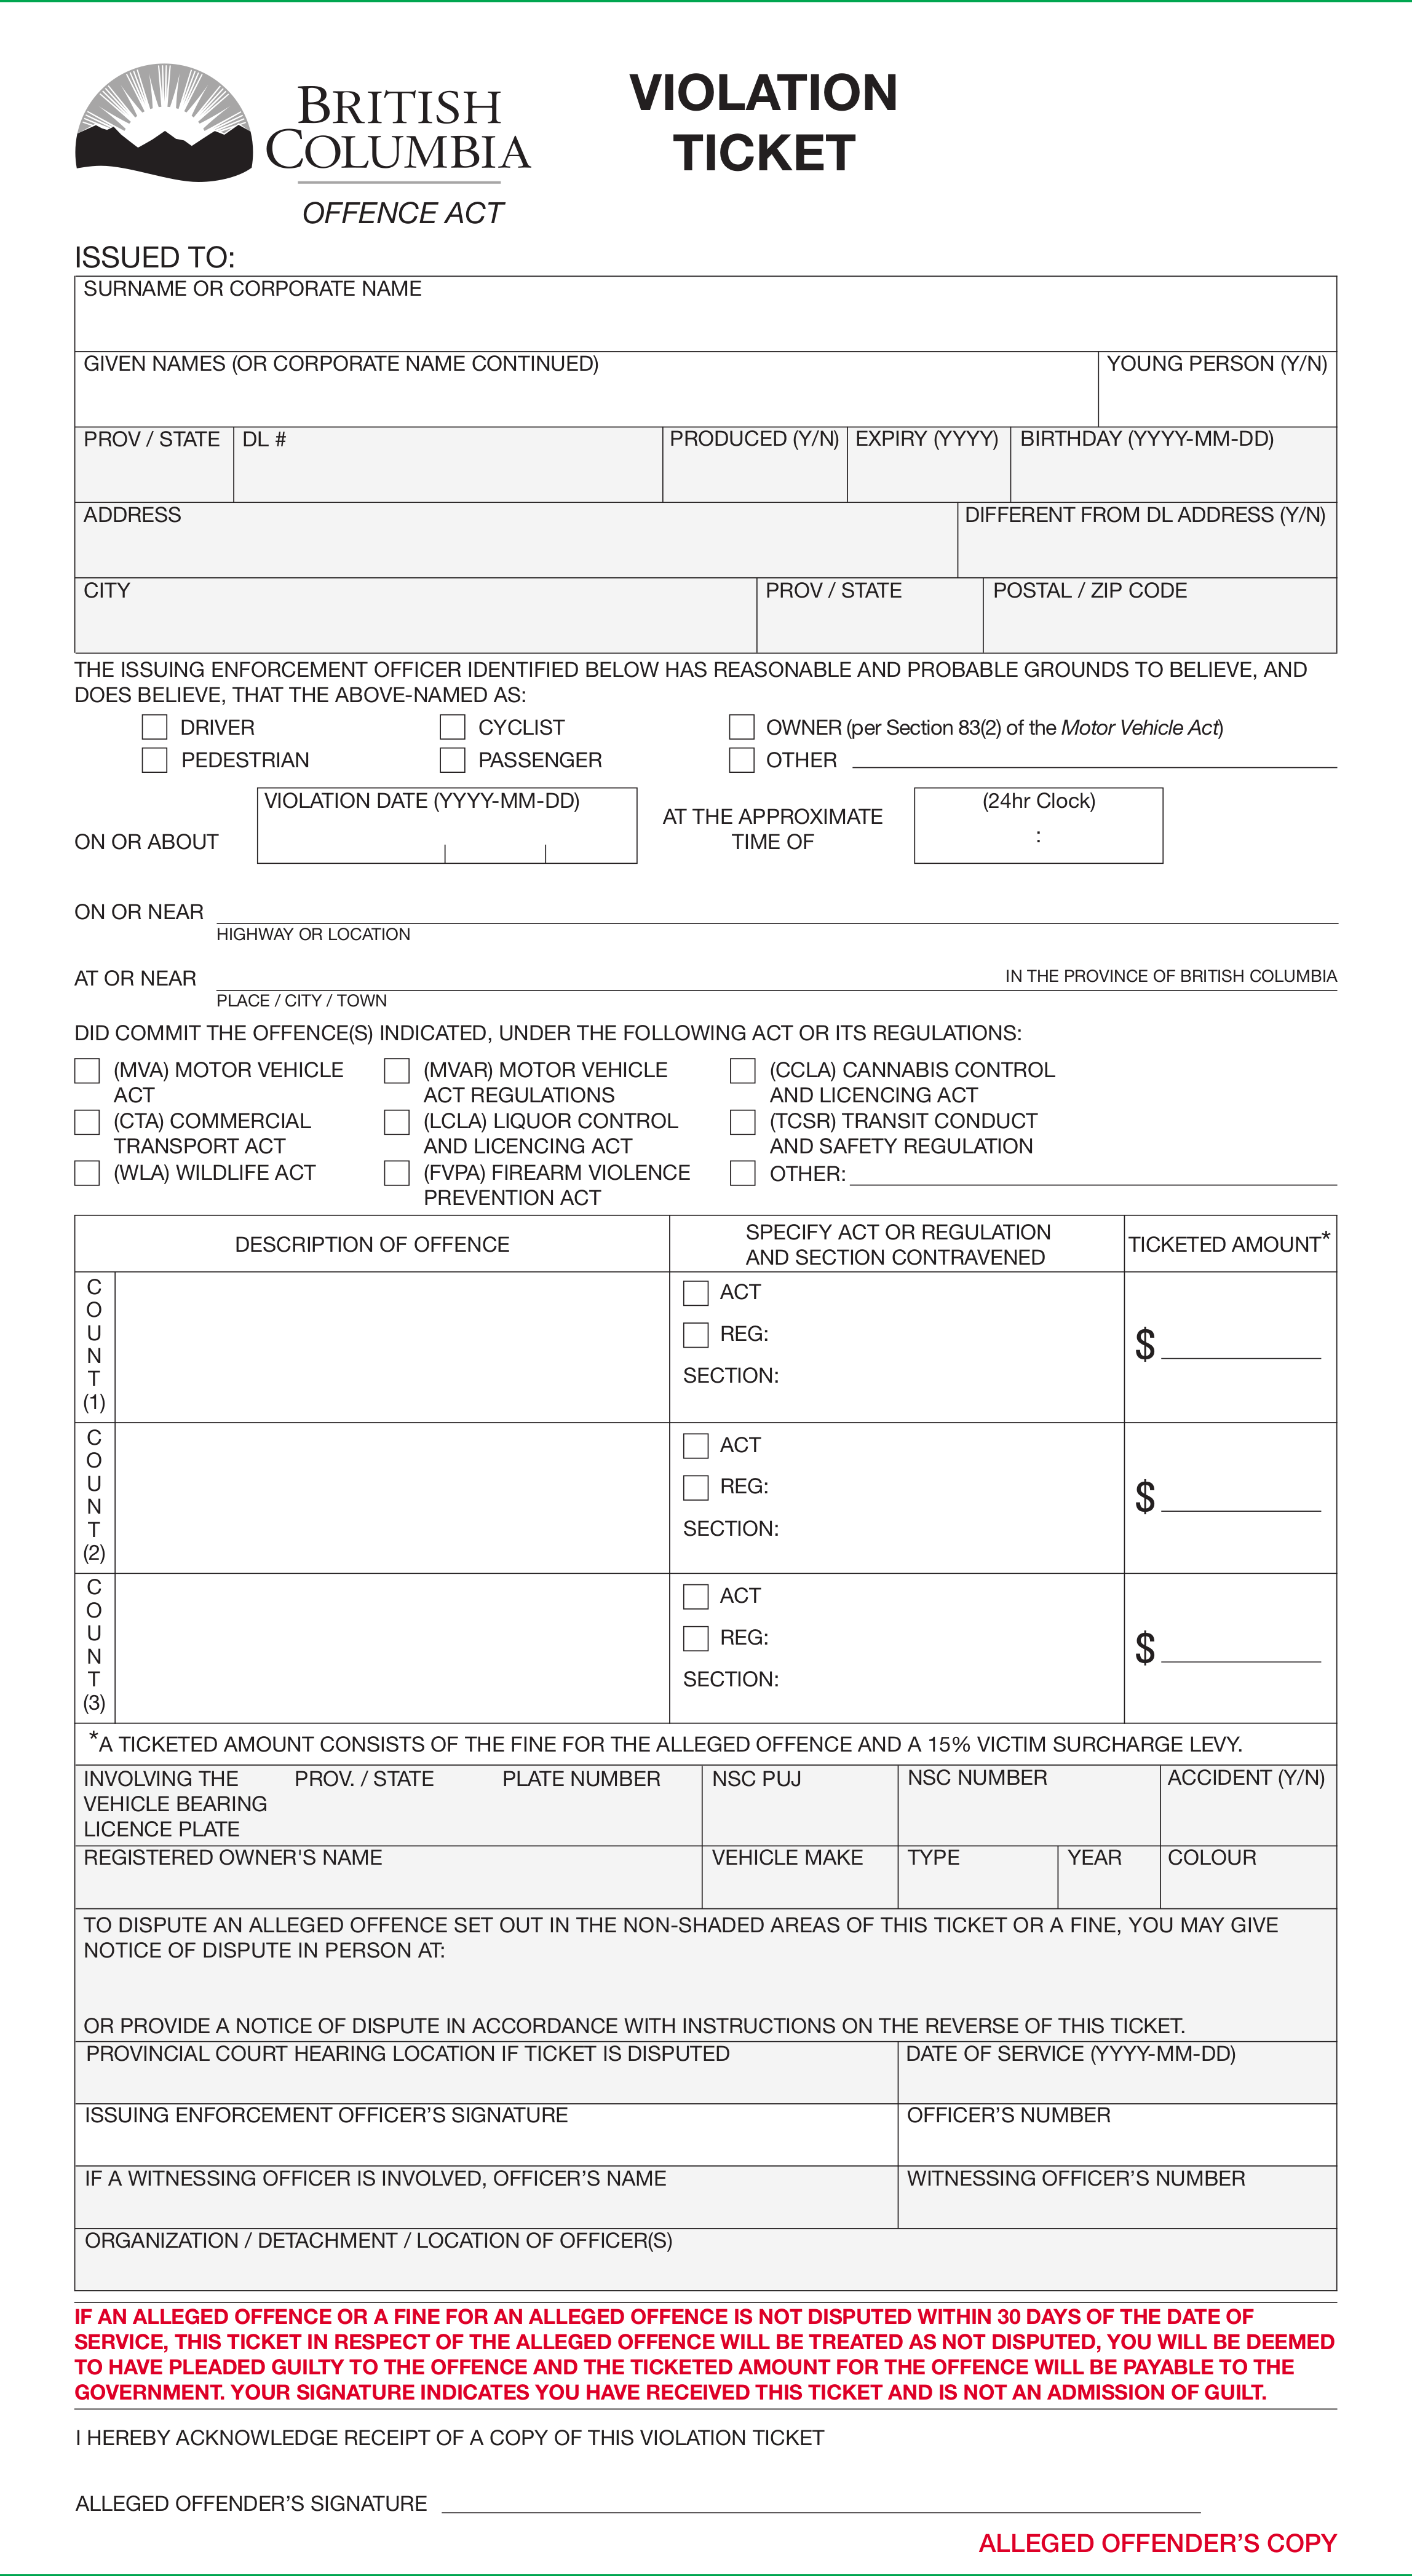 BRITISH
COLUMBIA
OFFENCE ACT
VIOLATION
TICKET
ISSUED TO:
SURNAME OR CORPORATE NAME
GIVEN NAMES (OR CORPORATE NAME CONTINUED) YOUNG PERSON (Y/N)
PROV / STATE DL # PRODUCED (Y/N) EXPIRY (YYYY) BIRTHDAY (YYYY-MM-DD)
ADDRESS DIFFERENT FROM DL ADDRESS (Y/N)
CITY PROV / STATE POSTAL / ZIP CODE
THE ISSUING ENFORCEMENT OFFICER IDENTIFIED BELOW HAS REASONABLE AND PROBABLE GROUNDS TO BELIEVE, AND
DOES BELIEVE, THAT THE ABOVE-NAMED AS:
DRIVER CYCLIST OWNER (per Section 83(2) of the Motor Vehicle Act)
PEDESTRIAN PASSENGER OTHER
ON OR ABOUT
VIOLATION DATE (YYYY-MM-DD)
AT THE APPROXIMATE
TIME OF
(24hr Clock)
:
ON OR NEAR
HIGHWAY OR LOCATION
AT OR NEAR IN THE PROVINCE OF BRITISH COLUMBIA
PLACE / CITY / TOWN
DID COMMIT THE OFFENCE(S) INDICATED, UNDER THE FOLLOWING ACT OR ITS REGULATIONS:
(MVA) MOTOR VEHICLE
ACT
(MVAR) MOTOR VEHICLE
ACT REGULATIONS
(CCLA) CANNABIS CONTROL
AND LICENCING ACT
(CTA) COMMERCIAL
TRANSPORT ACT
(LCLA) LIQUOR CONTROL
AND LICENCING ACT
(TCSR) TRANSIT CONDUCT
AND SAFETY REGULATION
(WLA) WILDLIFE ACT
(FVPA) FIREARM VIOLENCE
PREVENTION ACT
OTHER:
DESCRIPTION OF OFFENCE
SPECIFY ACT OR REGULATION
AND SECTION CONTRAVENED
TICKETED AMOUNT*
COUNT (1)
ACT
REG:
SECTION:
$
COUNT (2)
ACT
REG:
SECTION:
$
COUNT (3)
ACT
REG:
SECTION:
$
*A TICKETED AMOUNT CONSISTS OF THE FINE FOR THE ALLEGED OFFENCE AND A 15% VICTIM SURCHARGE LEVY.
INVOLVING THE
VEHICLE BEARING
LICENCE PLATE
PROV. / STATE PLATE NUMBER NSC PUJ NSC NUMBER ACCIDENT (Y/N)
REGISTERED OWNER'S NAME VEHICLE MAKE TYPE YEAR COLOUR
TO DISPUTE AN ALLEGED OFFENCE SET OUT IN THE NON-SHADED AREAS OF THIS TICKET OR A FINE, YOU MAY GIVE
NOTICE OF DISPUTE IN PERSON AT:
OR PROVIDE A NOTICE OF DISPUTE IN ACCORDANCE WITH INSTRUCTIONS ON THE REVERSE OF THIS TICKET.
PROVINCIAL COURT HEARING LOCATION IF TICKET IS DISPUTED DATE OF SERVICE (YYYY-MM-DD)
ISSUING ENFORCEMENT OFFICER’S SIGNATURE OFFICER’S NUMBER
IF A WITNESSING OFFICER IS INVOLVED, OFFICER’S NAME WITNESSING OFFICER’S NUMBER
ORGANIZATION / DETACHMENT / LOCATION OF OFFICER(S)
IF AN ALLEGED OFFENCE OR A FINE FOR AN ALLEGED OFFENCE IS NOT DISPUTED WITHIN 30 DAYS OF THE DATE OF
SERVICE, THIS TICKET IN RESPECT OF THE ALLEGED OFFENCE WILL BE TREATED AS NOT DISPUTED, YOU WILL BE DEEMED
TO HAVE PLEADED GUILTY TO THE OFFENCE AND THE TICKETED AMOUNT FOR THE OFFENCE WILL BE PAYABLE TO THE
GOVERNMENT. YOUR SIGNATURE INDICATES YOU HAVE RECEIVED THIS TICKET AND IS NOT AN ADMISSION OF GUILT.
I HEREBY ACKNOWLEDGE RECEIPT OF A COPY OF THIS VIOLATION TICKET
ALLEGED OFFENDER’S SIGNATURE
ALLEGED OFFENDER’S COPY